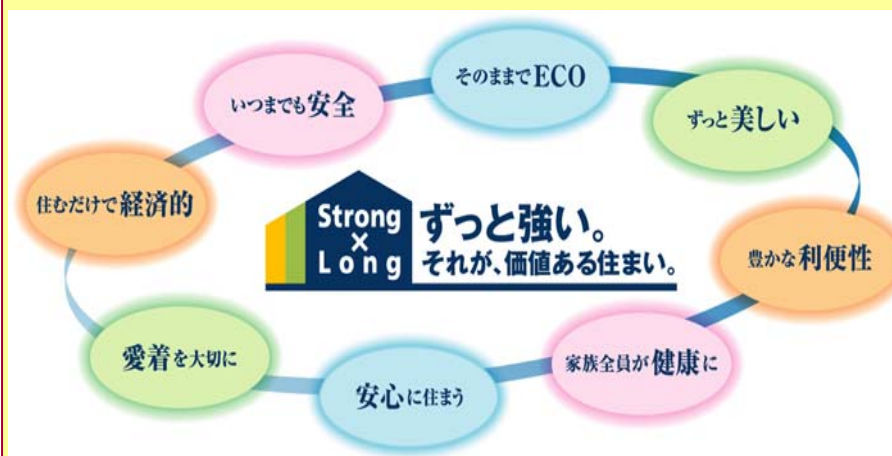 そのままでECO
いつまでも安全
ずっと美しい
住むだけで経済的
Strong
×
Long
ずっと強い。
それが、価値ある住まい。
豊かな利便性
愛着を大切に
家族全員が健康に
安心に住まう